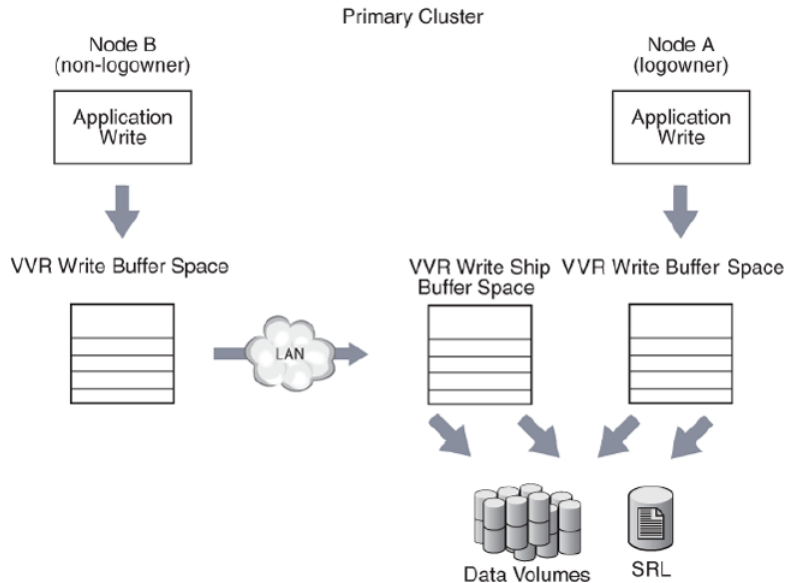 Primary Cluster
Node B
(non-logowner)
Node A
(logowner)
Application
Write
Application
Write
VVR Write Buffer Space
VVR Write Ship
Buffer Space
VVR Write Buffer Space
LAN
Data Volumes
SRL